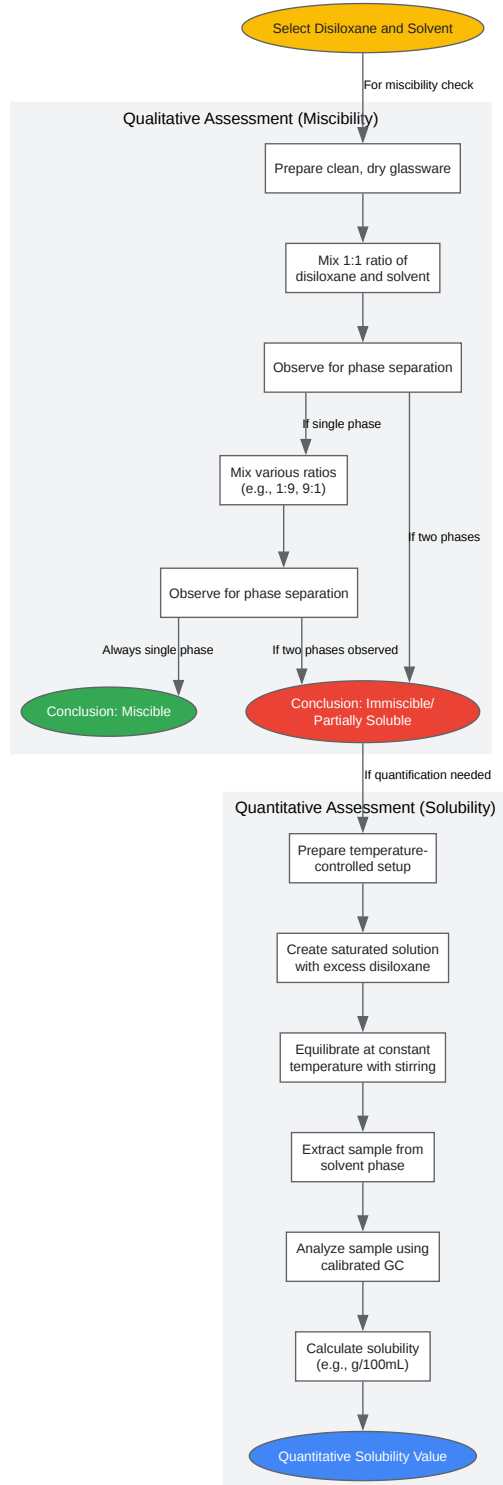 Select Disiloxane and Solvent
For miscibility check
Qualitative Assessment (Miscibility)
Prepare clean, dry glassware
Mix 1:1 ratio of
disiloxane and solvent
Observe for phase separation
If single phase
Mix various ratios
(e.g., 1:9, 9:1)
If two phases
Observe for phase separation
Always single phase
If two phases observed
Conclusion: Miscible
Conclusion: Immiscible/
Partially Soluble
If quantification needed
Quantitative Assessment (Solubility)
Prepare temperature-
controlled setup
Create saturated solution
with excess disiloxane
Equilibrate at constant
temperature with stirring
Extract sample from
solvent phase
Analyze sample using
calibrated GC
Calculate solubility
(e.g., g/100mL)
Quantitative Solubility Value